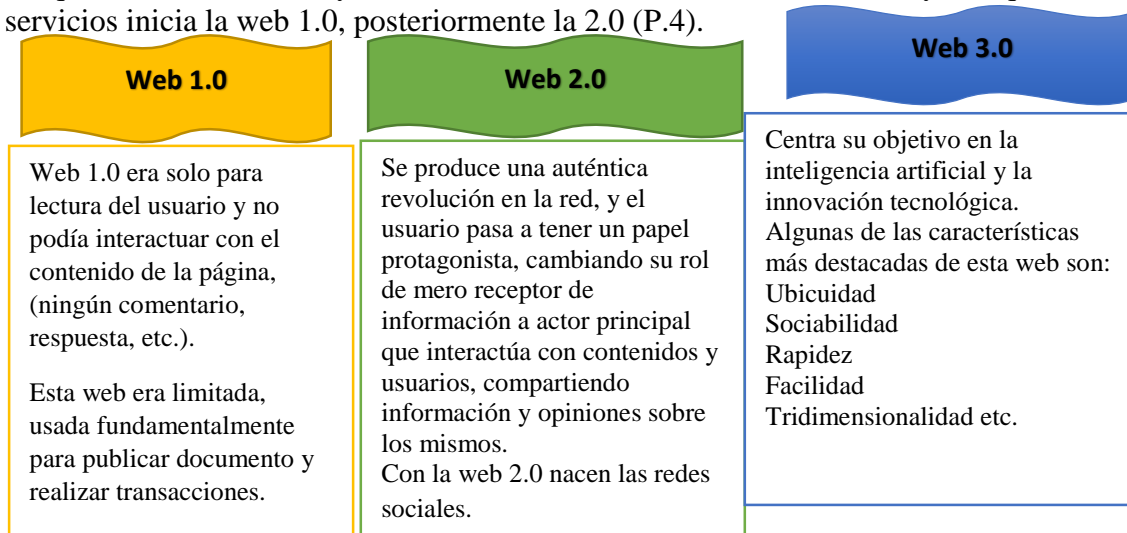 servicios inicia la web 1.0, posteriormente la 2.0 (P.4).
Web 1.0
Web 1.0 era solo para
lectura del usuario y no
podía interactuar con el
contenido de la página,
(ningún comentario,
respuesta, etc.).
Esta web era limitada,
usada fundamentalmente
para publicar documento y
realizar transacciones.
Web 2.0
Se produce una auténtica
revolución en la red, y el
usuario pasa a tener un papel
protagonista, cambiando su rol
de mero receptor de
información a actor principal
que interactúa con contenidos y
usuarios, compartiendo
información y opiniones sobre
los mismos.
Con la web 2.0 nacen las redes
sociales.
Web 3.0
Centra su objetivo en la
inteligencia artificial y la
innovación tecnológica.
Algunas de las características
más destacadas de esta web son:
Ubicuidad
Sociabilidad
Rapidez
Facilidad
Tridimensionalidad etc.